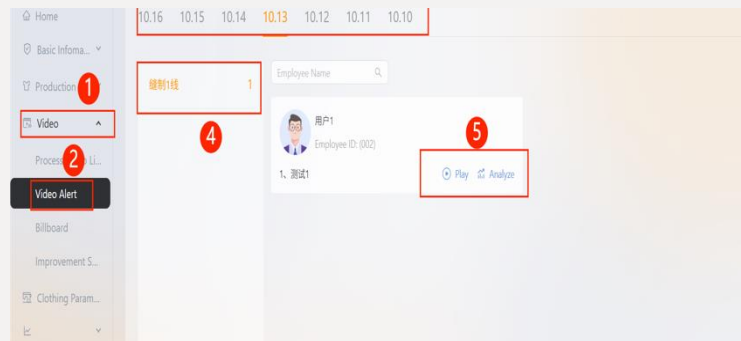 Home
10.16 10.15 10.14 10.13 10.12 10.11 10.10
Basic Infoma...
Production
1
Video
2
Li...
Video Alert
Billboard
Improvement S...
Clothing Param...
缝制1线 1
4
Employee Name
用户1
Employee ID: (002)
1、测试1
5
Play Analyze